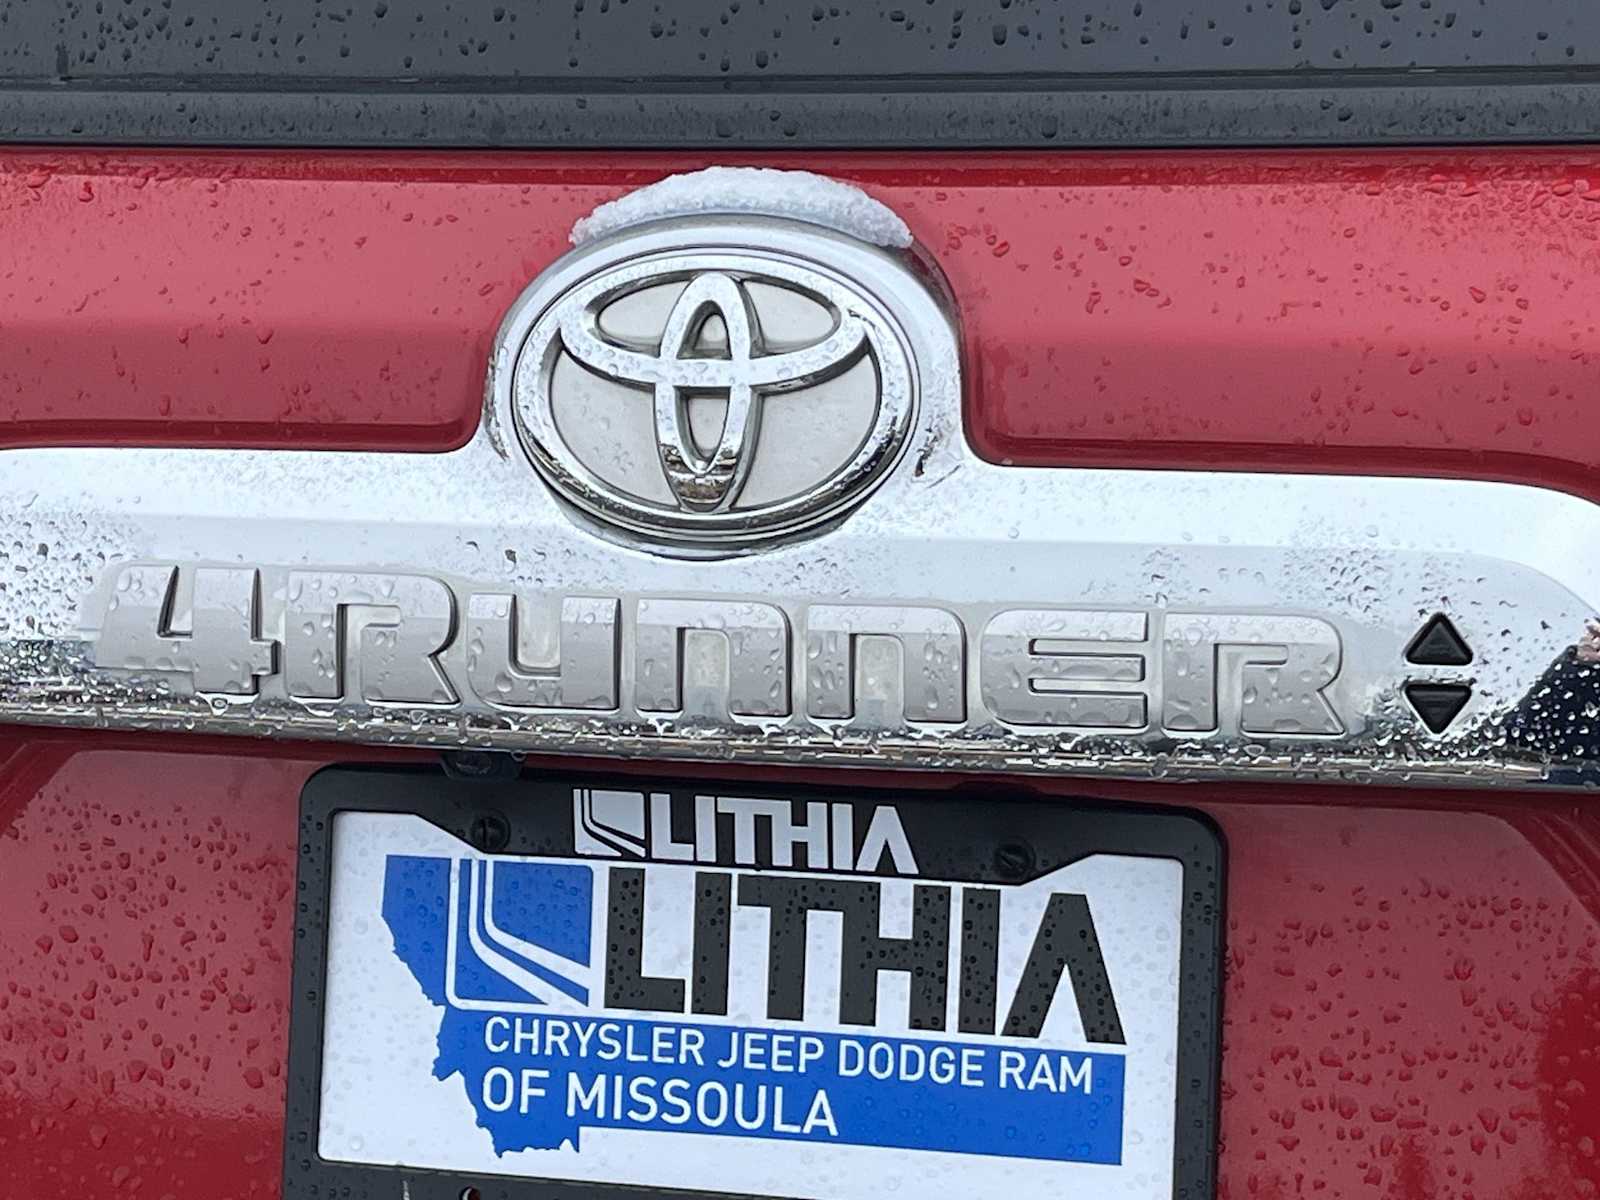 4RUNNER
LITHIA
LITHIA
CHRYSLER JEEP DODGE RAM
OF MISSOULA